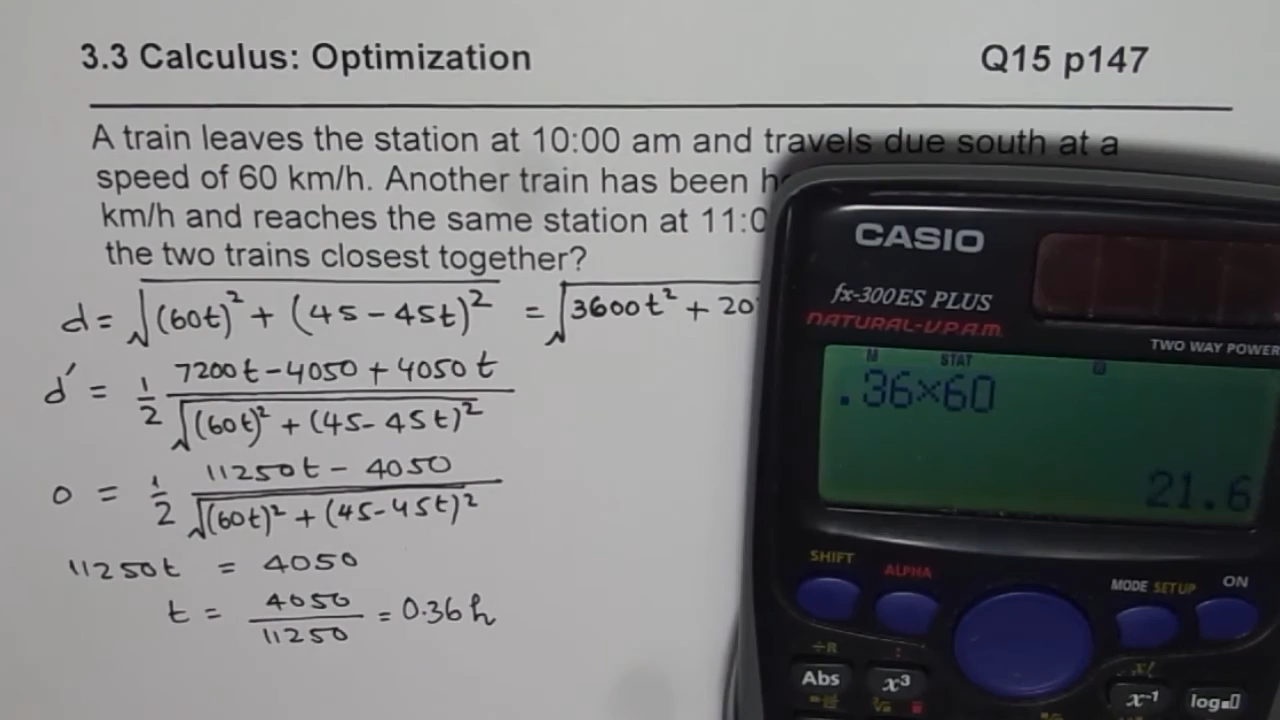 3.3 Calculus: Optimization
Q15 p147
A train leaves the station at 10:00 am and travels due south at a
speed of 60 km/h. Another train has been
km/h and reaches the same station at
the two trains closest together?
d = √(60t)² + (45 - 45t)² = √3600t² +
d' = 1/2 7200t - 4050 + 4050t / √(60t)² + (45 - 45t)²
0 = 1/2 11250t - 4050 / √(60t)² + (45 - 45t)²
11250t = 4050
t = 4050/11250 = 0.36 h
CASIO
fx-300ES PLUS
NATURAL-V.P.A.M.
TWO WAY POWER
M STAT
.36×60
21.6
SHIFT
ALPHA
MODE SETUP
ON
÷R
:
x!
Abs
x³
x⁻¹
log▪▯